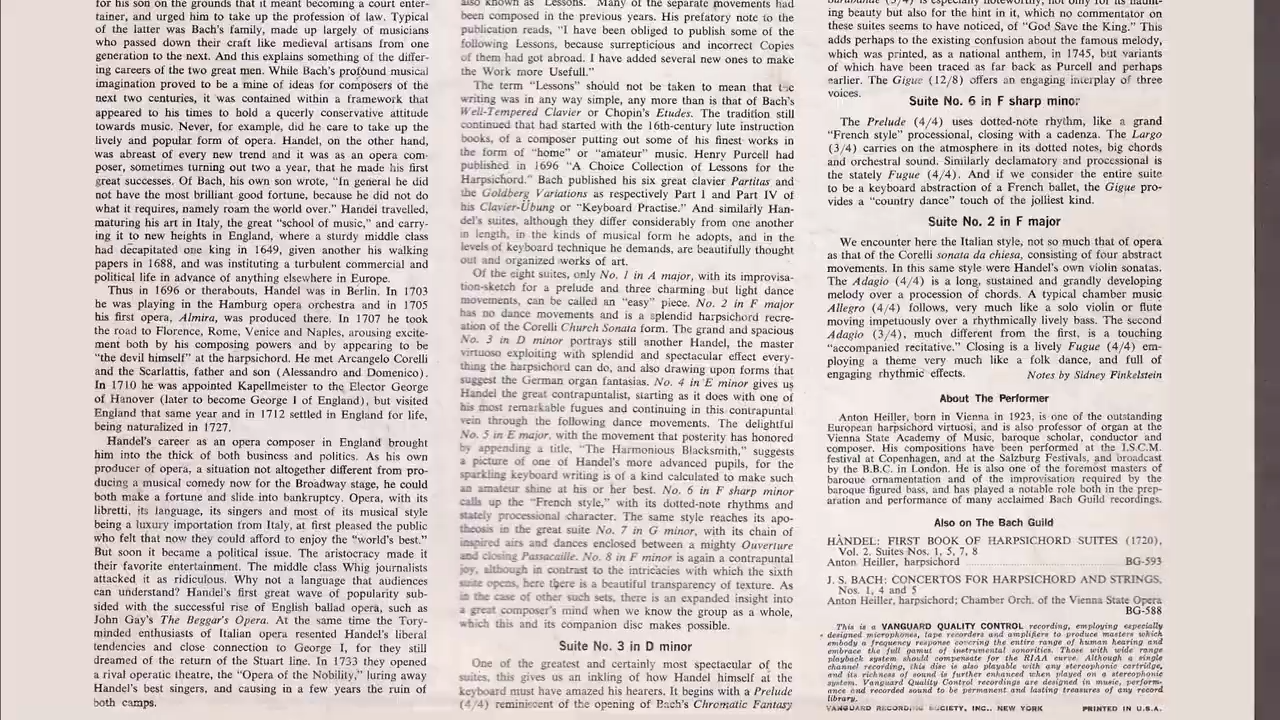 for his son on the grounds that it meant becoming a court enter-
tainer, and urged him to take up the profession of law. Typical
of the latter was Bach's family, made up largely of musicians
who passed down their craft like medieval artisans from one
generation to the next. And this explains something of the differ-
ing careers of the two great men. While Bach's profound musical
imagination proved to be a mine of ideas for composers of the
next two centuries, it was contained within a framework that
appeared to his times to hold a queerly conservative attitude
towards music. Never, for example, did he care to take up the
lively and popular form of opera. Handel, on the other hand,
was abreast of every new trend and it was as an opera com-
poser, sometimes turning out two a year, that he made his first
great successes. Of Bach, his own son wrote, "In general he did
not have the most brilliant good fortune, because he did not do
what it requires, namely roam the world over." Handel travelled,
maturing his art in Italy, the great "school of music," and carry-
ing it to new heights in England, where a sturdy middle class
had decapitated one king in 1649, given another his walking
papers in 1688, and was instituting a turbulent commercial and
political life in advance of anything elsewhere in Europe.
Thus in 1696 or therabouts, Handel was in Berlin. In 1703
he was playing in the Hamburg opera orchestra and in 1705
his first opera, Almira, was produced there. In 1707 he took
the road to Florence, Rome, Venice and Naples, arousing excite-
ment both by his composing powers and by appearing to be
"the devil himself" at the harpsichord. He met Arcangelo Corelli
and the Scarlattis, father and son (Alessandro and Domenico).
In 1710 he was appointed Kapellmeister to the Elector George
of Hanover (later to become George I of England), but visited
England that same year and in 1712 settled in England for life,
being naturalized in 1727.
Handel's career as an opera composer in England brought
him into the thick of both business and politics. As his own
producer of opera, a situation not altogether different from pro-
ducing a musical comedy now for the Broadway stage, he could
both make a fortune and slide into bankruptcy. Opera, with its
libretti, its language, its singers and most of its musical style
being a luxury importation from Italy, at first pleased the public
who felt that now they could afford to enjoy the "world's best."
But soon it became a political issue. The aristocracy made it
their favorite entertainment. The middle class Whig journalists
attacked it as ridiculous. Why not a language that audiences
can understand? Handel's first great wave of popularity sub-
sided with the successful rise of English ballad opera, such as
John Gay's The Beggar's Opera. At the same time the Tory-
minded enthusiasts of Italian opera resented Handel's liberal
tendencies and close connection to George I, for they still
dreamed of the return of the Stuart line. In 1733 they opened
a rival operatic theatre, the "Opera of the Nobility," luring away
Handel's best singers, and causing in a few years the ruin of
both camps.
also known as "Lessons." Many of the separate movements had
been composed in the previous years. His prefatory note to the
publication reads, "I have been obliged to publish some of the
following Lessons, because surrepticious and incorrect Copies
of them had got abroad. I have added several new ones to make
the Work more Usefull."
The term "Lessons" should not be taken to mean that the
writing was in any way simple, any more than is that of Bach's
Well-Tempered Clavier or Chopin's Etudes. The tradition still
continued that had started with the 16th-century lute instruction
books, of a composer putting out some of his finest works in
the form of "home" or "amateur" music. Henry Purcell had
published in 1696 "A Choice Collection of Lessons for the
Harpsichord." Bach published his six great clavier Partitas and
the Goldberg Variations as respectively Part I and Part IV of
his Clavier-Übung or "Keyboard Practise." And similarly Han-
del's suites, although they differ considerably from one another
in length, in the kinds of musical form he adopts, and in the
levels of keyboard technique he demands, are beautifully thought
out and organized works of art.
Of the eight suites, only No. 1 in A major, with its improvisa-
tion-sketch for a prelude and three charming but light dance
movements, can be called an "easy" piece. No. 2 in F major
has no dance movements and is a splendid harpsichord recre-
ation of the Corelli Church Sonata form. The grand and spacious
No. 3 in D minor portrays still another Handel, the master
virtuoso exploiting with splendid and spectacular effect every-
thing the harpsichord can do, and also drawing upon forms that
suggest the German organ fantasias. No. 4 in E minor gives us
Handel the great contrapuntalist, starting as it does with one of
his most remarkable fugues and continuing in this contrapuntal
vein through the following dance movements. The delightful
No. 5 in E major, with the movement that posterity has honored
by appending a title, "The Harmonious Blacksmith," suggests
a picture of one of Handel's more advanced pupils, for the
sparkling keyboard writing is of a kind calculated to make such
an amateur shine at his or her best. No. 6 in F sharp minor
calls up the "French style," with its dotted-note rhythms and
stately processional character. The same style reaches its apo-
theosis in the great suite No. 7 in G minor, with its chain of
inspired airs and dances enclosed between a mighty Ouverture
and closing Passacaille. No. 8 in F minor is again a contrapuntal
joy, although in contrast to the intricacies with which the sixth
suite opens, here there is a beautiful transparency of texture. As
in the case of other such sets, there is an expanded insight into
a great composer's mind when we know the group as a whole,
which this and its companion disc makes possible.
Suite No. 3 in D minor
One of the greatest and certainly most spectacular of the
suites, this gives us an inkling of how Handel himself at the
keyboard must have amazed his hearers. It begins with a Prelude
(4/4) reminiscent of the opening of Bach's Chromatic Fantasy
Sarabande (3/4) is especially noteworthy, not only for its haunt-
ing beauty but also for the hint in it, which no commentator on
these suites seems to have noticed, of "God Save the King." This
adds perhaps to the existing confusion about the famous melody,
which was printed, as a national anthem, in 1745, but variants
of which have been traced as far back as Purcell and perhaps
earlier. The Gigue (12/8) offers an engaging interplay of three
voices.
Suite No. 6 in F sharp minor
The Prelude (4/4) uses dotted-note rhythm, like a grand
"French style" processional, closing with a cadenza. The Largo
(3/4) carries on the atmosphere in its dotted notes, big chords
and orchestral sound. Similarly declamatory and processional is
the stately Fugue (4/4). And if we consider the entire suite
to be a keyboard abstraction of a French ballet, the Gigue pro-
vides a "country dance" touch of the jolliest kind.
Suite No. 2 in F major
We encounter here the Italian style, not so much that of opera
as that of the Corelli sonata da chiesa, consisting of four abstract
movements. In this same style were Handel's own violin sonatas.
The Adagio (4/4) is a long, sustained and grandly developing
melody over a procession of chords. A typical chamber music
Allegro (4/4) follows, very much like a solo violin or flute
moving impetuously over a rhythmically lively bass. The second
Adagio (3/4), much different from the first, is a touching
"accompanied recitative." Closing is a lively Fugue (4/4) em-
ploying a theme very much like a folk dance, and full of
engaging rhythmic effects. Notes by Sidney Finkelstein
About The Performer
Anton Heiller, born in Vienna in 1923, is one of the outstanding
European harpsichord virtuosi, and is also professor of organ at the
Vienna State Academy of Music, baroque scholar, conductor and
composer. His compositions have been performed at the I.S.C.M.
festival at Copenhagen, and at the Salzburg Festivals, and broadcast
by the B.B.C. in London. He is also one of the foremost masters of
baroque ornamentation and of the improvisation required by the
baroque figured bass, and has played a notable role both in the prep-
aration and performance of many acclaimed Bach Guild recordings.
Also on The Bach Guild
HÄNDEL: FIRST BOOK OF HARPSICHORD SUITES (1720),
Vol. 2. Suites Nos. 1, 5, 7, 8
Anton Heiller, harpsichord BG-593
J. S. BACH: CONCERTOS FOR HARPSICHORD AND STRINGS,
Nos. 1, 4 and 5
Anton Heiller, harpsichord; Chamber Orch. of the Vienna State Opera
BG-588
This is a VANGUARD QUALITY CONTROL recording, employing especially
designed microphones, tape recorders and amplifiers to produce masters which
embody a frequency response covering the entire range of human hearing and
embrace the full gamut of instrumental sonorities. Those with wide range
playback system should compensate for the RIAA curve. Although a single
channel recording, this disc is also playable with any stereophonic cartridge,
and its richness of sound is further enhanced when played on a stereophonic
system. Vanguard Quality Control recordings are designed in music, perform-
ance and recorded sound to be permanent and lasting treasures of any record
library.
VANGUARD RECORDING SOCIETY, INC., NEW YORK PRINTED IN U.S.A.